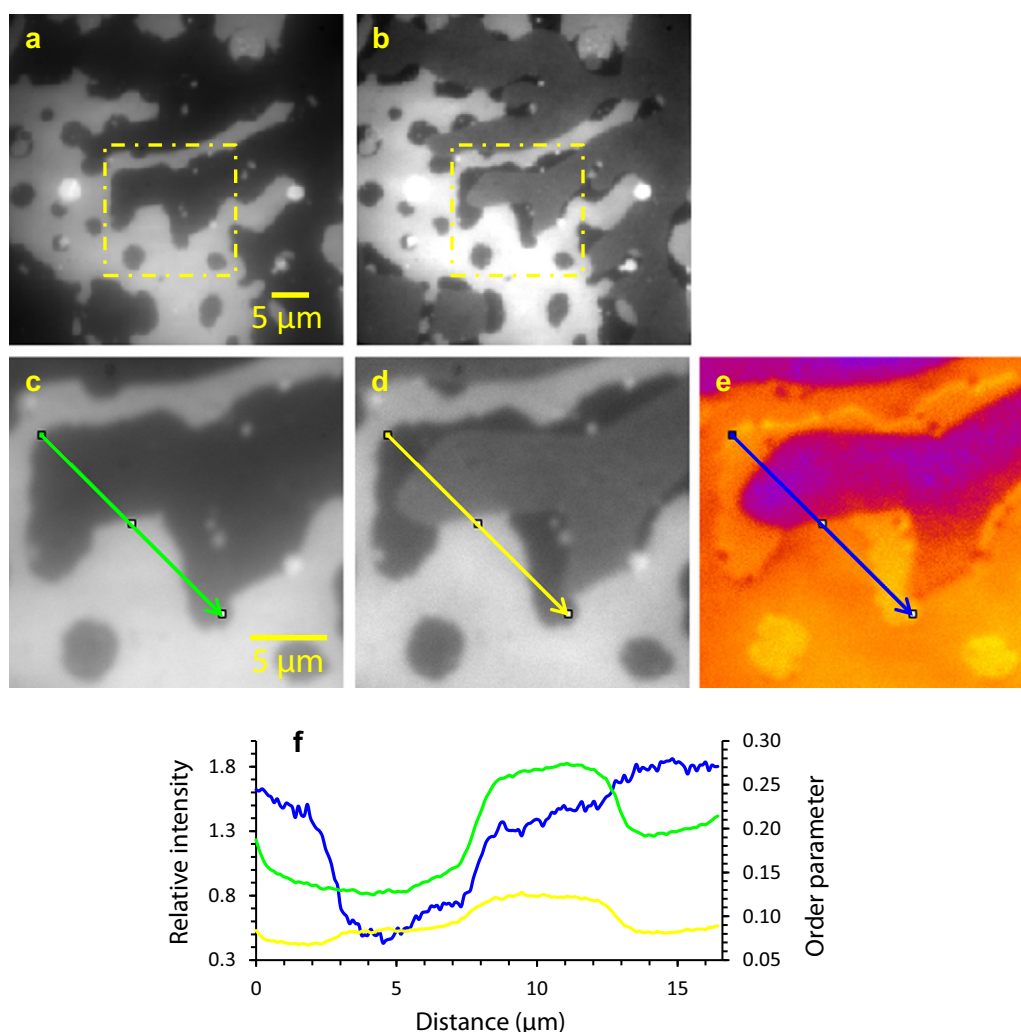 a
b
5 µm
c
d
e
5 µm
f
1.8
1.3
0.8
0.3
Relative intensity
0.30
0.25
0.20
0.15
0.10
0.05
Order parameter
0
5
10
15
Distance (µm)